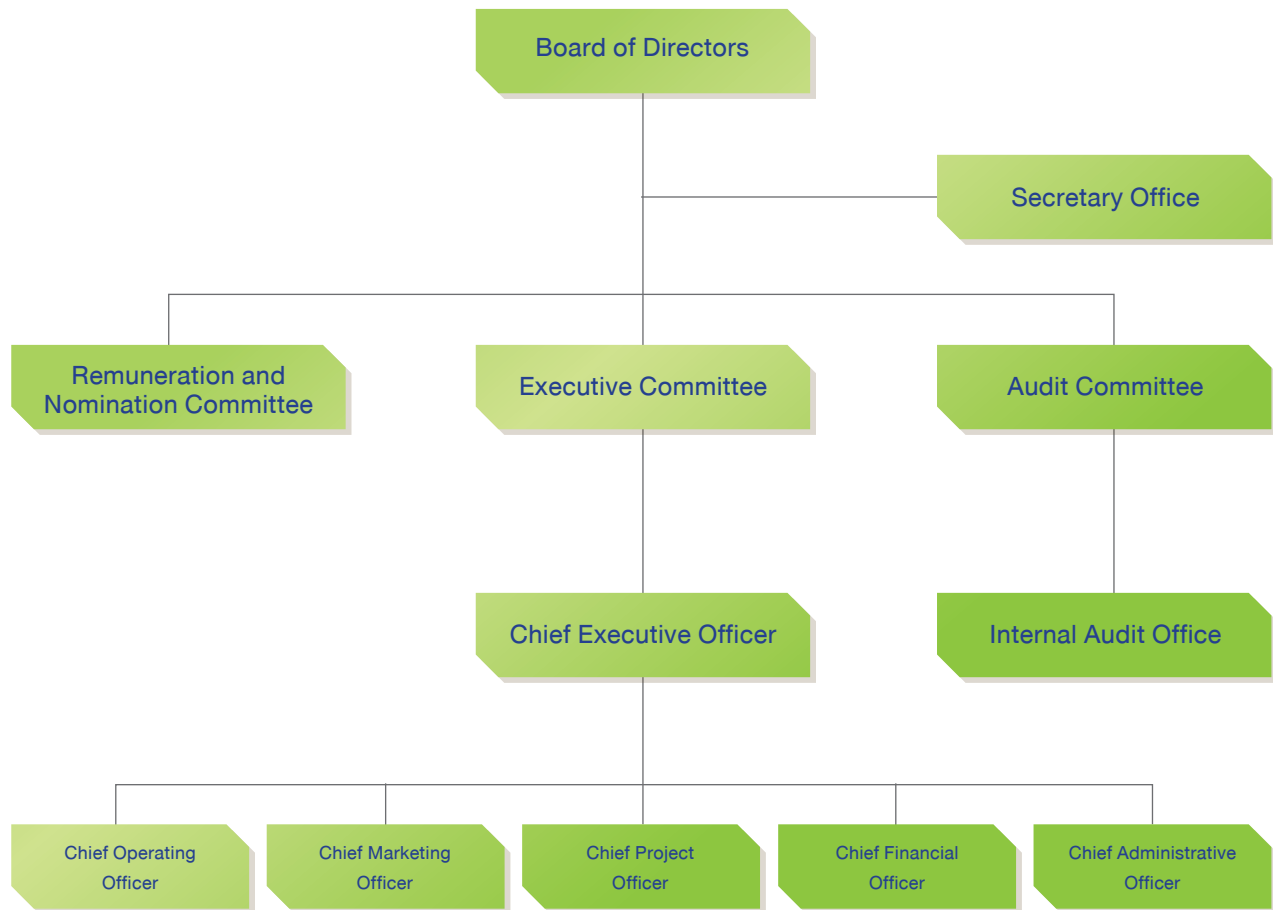 Board of Directors
Secretary Office
Remuneration and
Nomination Committee
Executive Committee
Audit Committee
Chief Executive Officer
Internal Audit Office
Chief Operating
Officer
Chief Marketing
Officer
Chief Project
Officer
Chief Financial
Officer
Chief Administrative
Officer